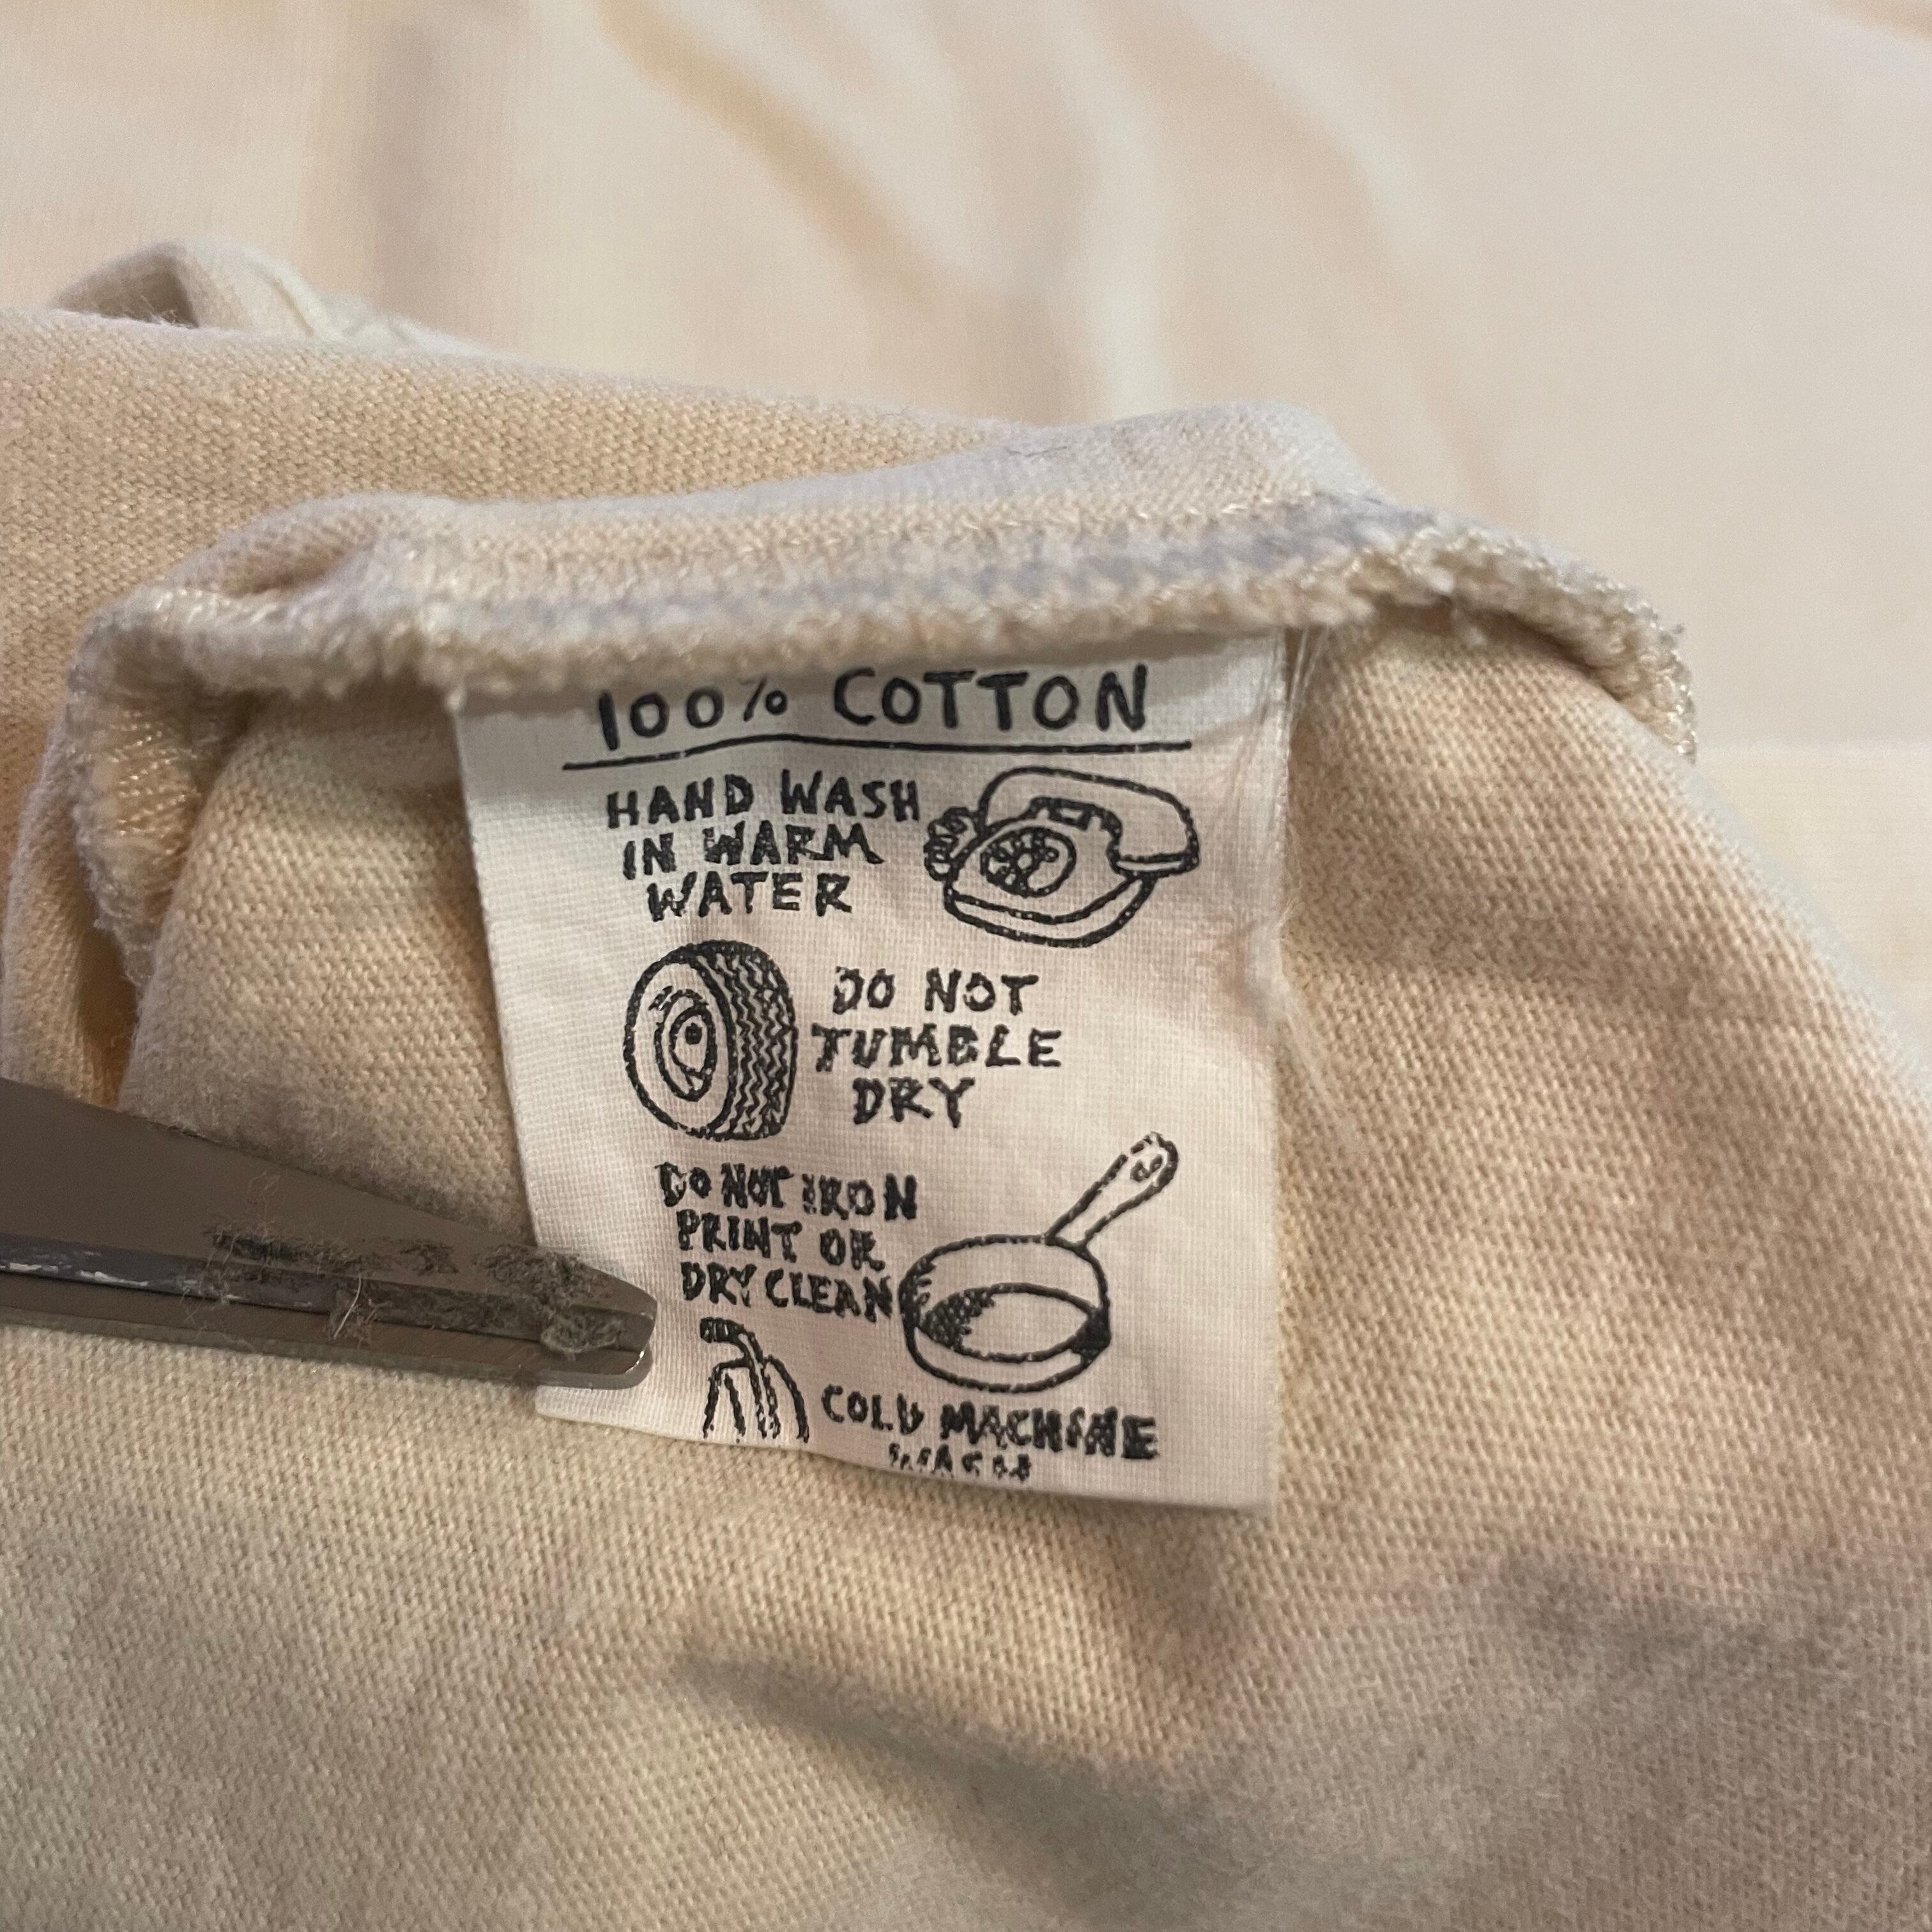 100% COTTON
HAND WASH
IN WARM
WATER
DO NOT
TUMBLE
DRY
DO NOT IRON
PRINT OR
DRY CLEAN
COLD MACHINE
WASH